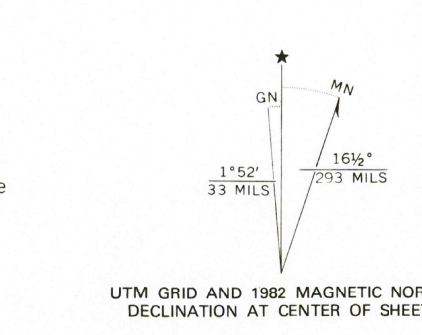 ★
GN
MN
1°52'
33 MILS
16½°
293 MILS
e
UTM GRID AND 1982 MAGNETIC NOR
DECLINATION AT CENTER OF SHEET